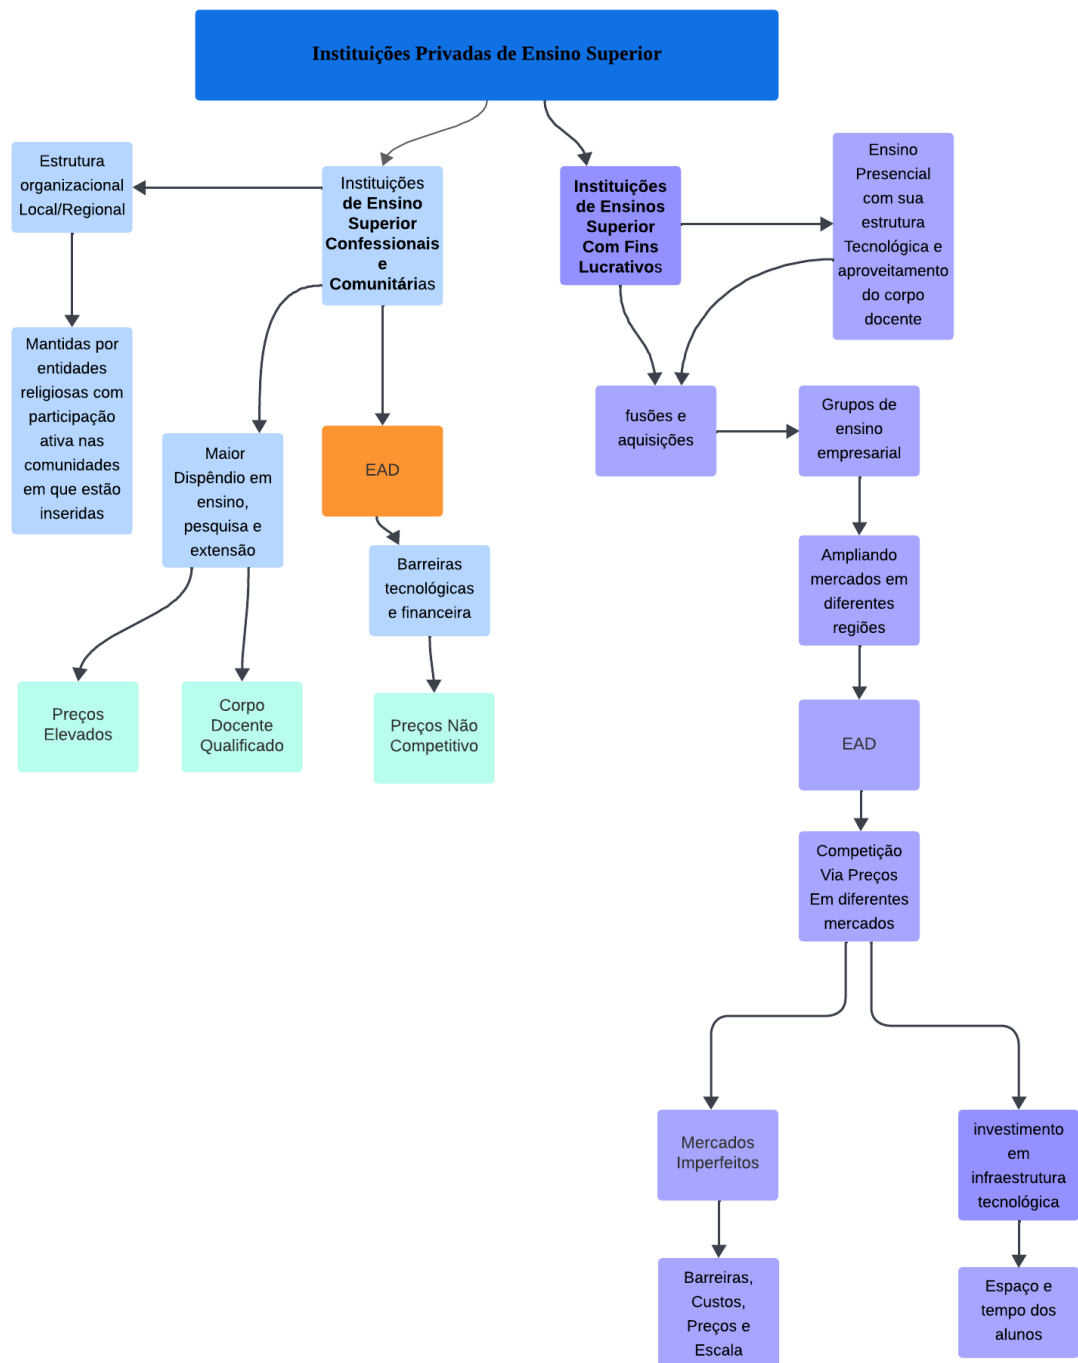 Instituições Privadas de Ensino Superior
Estrutura
organizacional
Local/Regional
Mantidas por
entidades
religiosas com
participação
ativa nas
comunidades
em que estão
inseridas
Instituições
de Ensino
Superior
Confessionais
e
Comunitárias
Maior
Dispêndio em
ensino,
pesquisa e
extensão
Preços
Elevados
Corpo
Docente
Qualificado
EAD
Barreiras
tecnológicas
e financeira
Preços Não
Competitivo
Instituições
de Ensinos
Superior
Com Fins
Lucrativos
Ensino
Presencial
com sua
estrutura
Tecnológica e
aproveitamento
do corpo
docente
fusões e
aquisições
Grupos de
ensino
empresarial
Ampliando
mercados em
diferentes
regiões
EAD
Competição
Via Preços
Em diferentes
mercados
Mercados
Imperfeitos
Barreiras,
Custos,
Preços e
Escala
investimento
em
infraestrutura
tecnológica
Espaço e
tempo dos
alunos